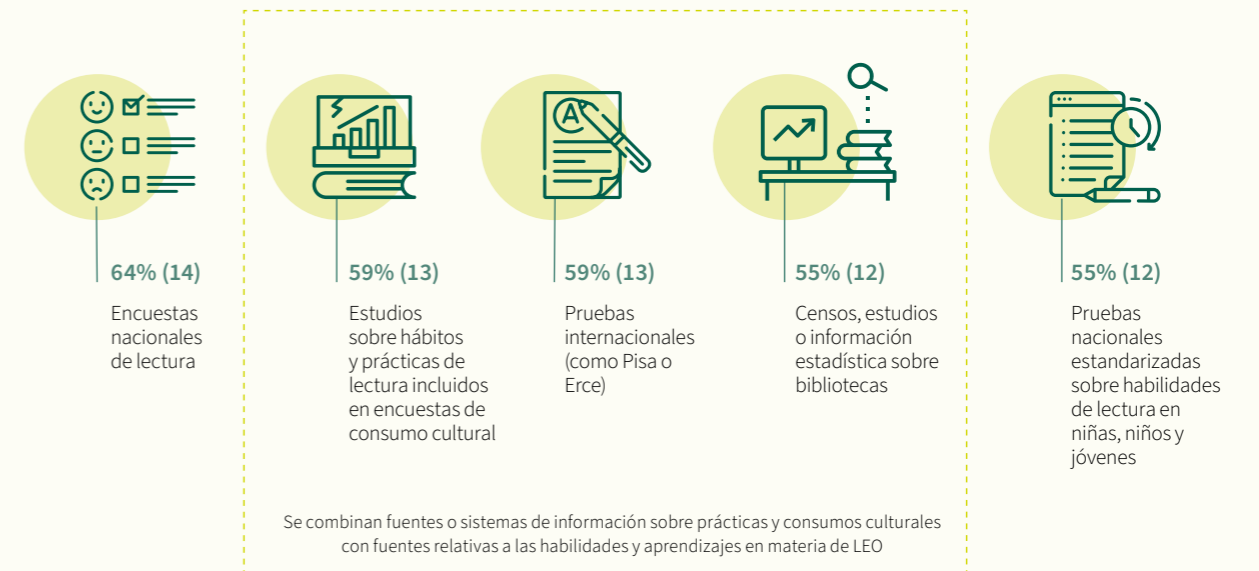 64% (14)
Encuestas
nacionales
de lectura
59% (13)
Estudios
sobre hábitos
y prácticas de
lectura incluidos
en encuestas de
consumo cultural
A
59% (13)
Pruebas
internacionales
(como Pisa o
Erce)
55% (12)
Censos, estudios
o información
estadística sobre
bibliotecas
55% (12)
Pruebas
nacionales
estandarizadas
sobre habilidades
de lectura en
niñas, niños y
jóvenes
Se combinan fuentes o sistemas de información sobre prácticas y consumos culturales
con fuentes relativas a las habilidades y aprendizajes en materia de LEO